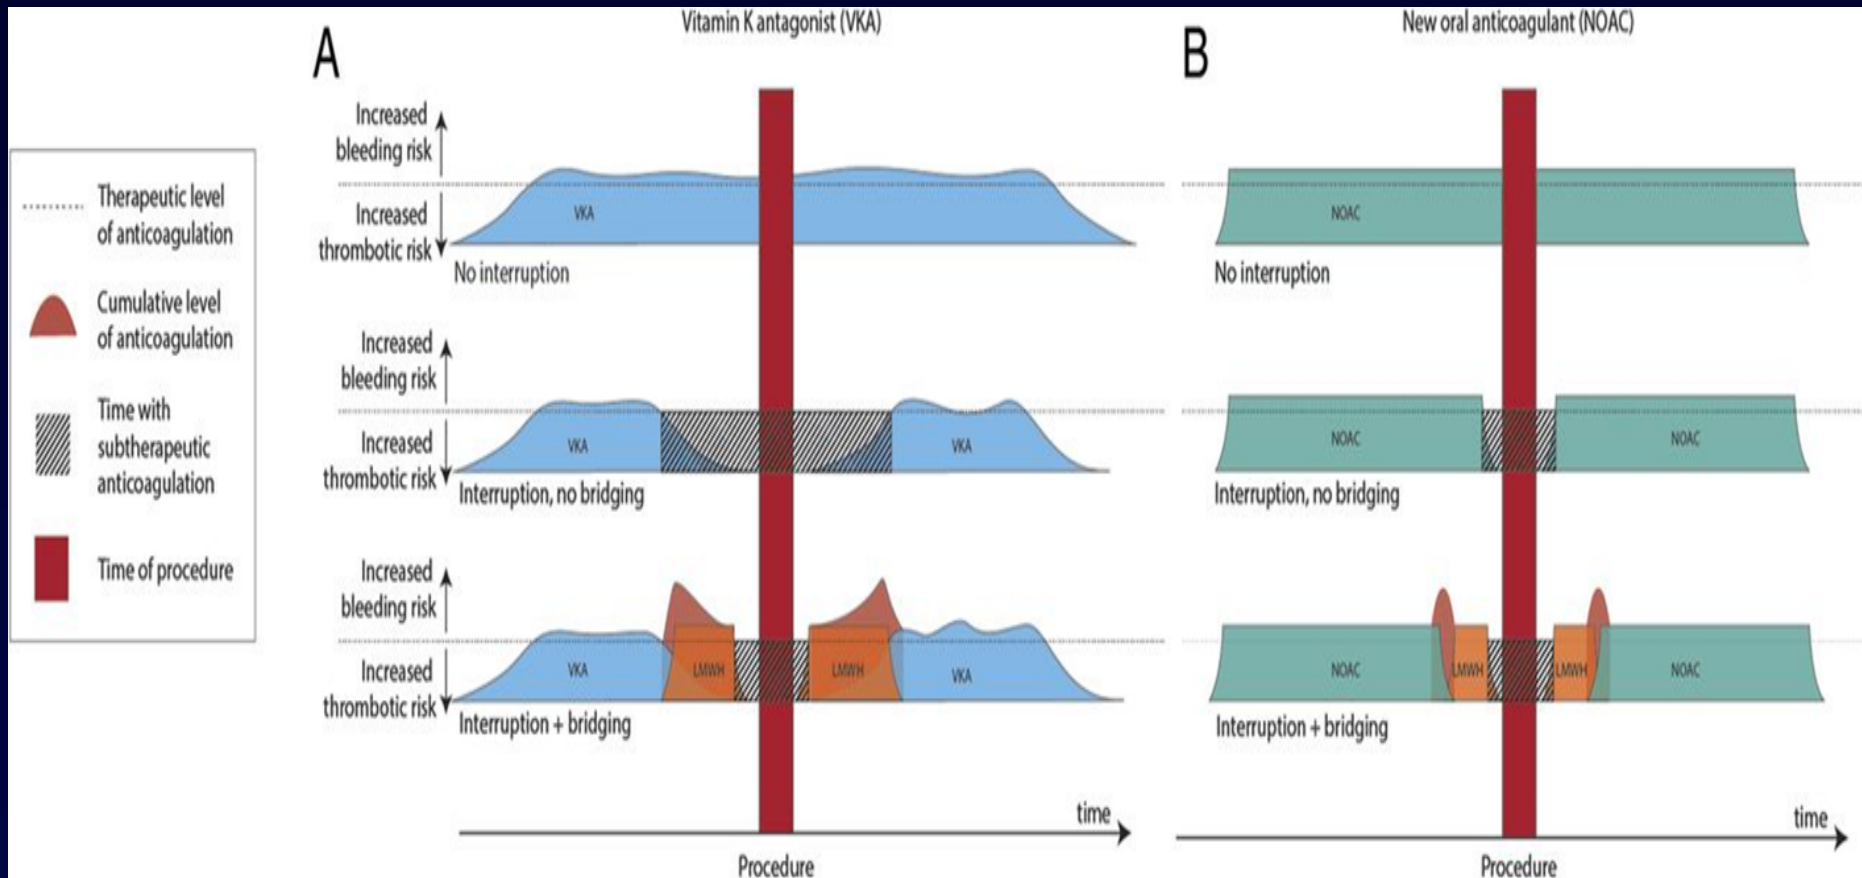 Therapeutic level
of anticoagulation
Cumulative level
of anticoagulation
Time with
subtherapeutic
anticoagulation
Time of procedure
A
Vitamin K antagonist (VKA)
Increased
bleeding risk
Increased
thrombotic risk
VKA
No interruption
Increased
bleeding risk
Increased
thrombotic risk
VKA
VKA
Interruption, no bridging
Increased
bleeding risk
Increased
thrombotic risk
VKA
LMWH
LMWH
VKA
Interruption + bridging
time
Procedure
B
New oral anticoagulant (NOAC)
NOAC
No interruption
NOAC
NOAC
Interruption, no bridging
NOAC
LMWH
LMWH
NOAC
Interruption + bridging
time
Procedure